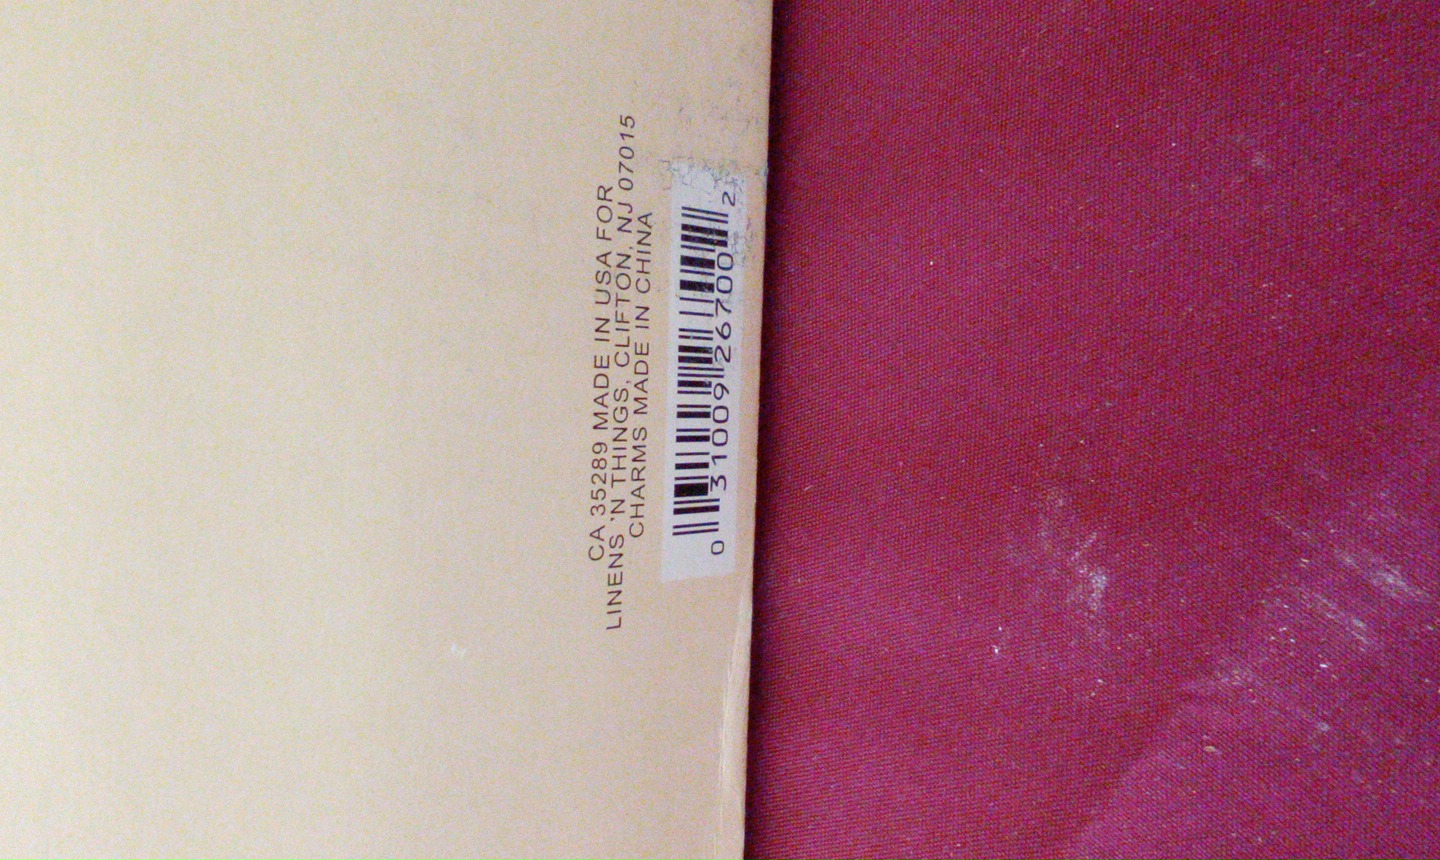 CA 35289 MADE IN USA FOR
LINENS 'N THINGS, CLIFTON, NJ 07015
CHARMS MADE IN CHINA
0 31009 26700 2